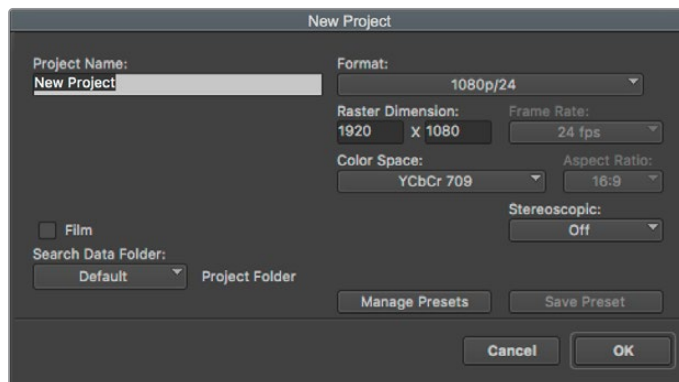 New Project
Project Name:
New Project
Format:
1080p/24
Raster Dimension:
1920 x 1080
Frame Rate:
24 fps
Color Space:
YCbCr 709
Aspect Ratio:
16:9
Stereoscopic:
Off
Film
Search Data Folder:
Default
Project Folder
Manage Presets
Save Preset
Cancel
OK